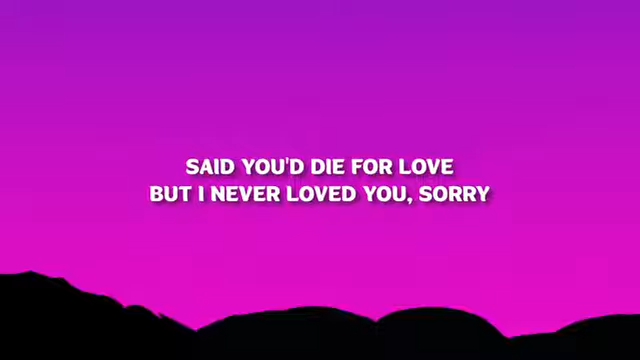 SAID YOU'D DIE FOR LOVE
BUT I NEVER LOVED YOU, SORRY